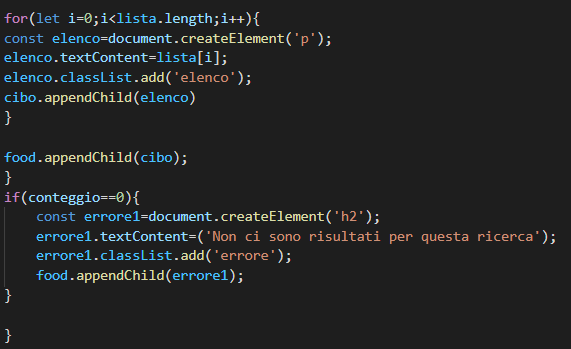 for(let i=0;i<lista.length;i++){
const elenco=document.createElement('p');
elenco.textContent=lista[i];
elenco.classList.add('elenco');
cibo.appendChild(elenco)
}
food.appendChild(cibo);
}
if(conteggio==0){
const errore1=document.createElement('h2');
errore1.textContent=('Non ci sono risultati per questa ricerca');
errore1.classList.add('errore');
food.appendChild(errore1);
}
}